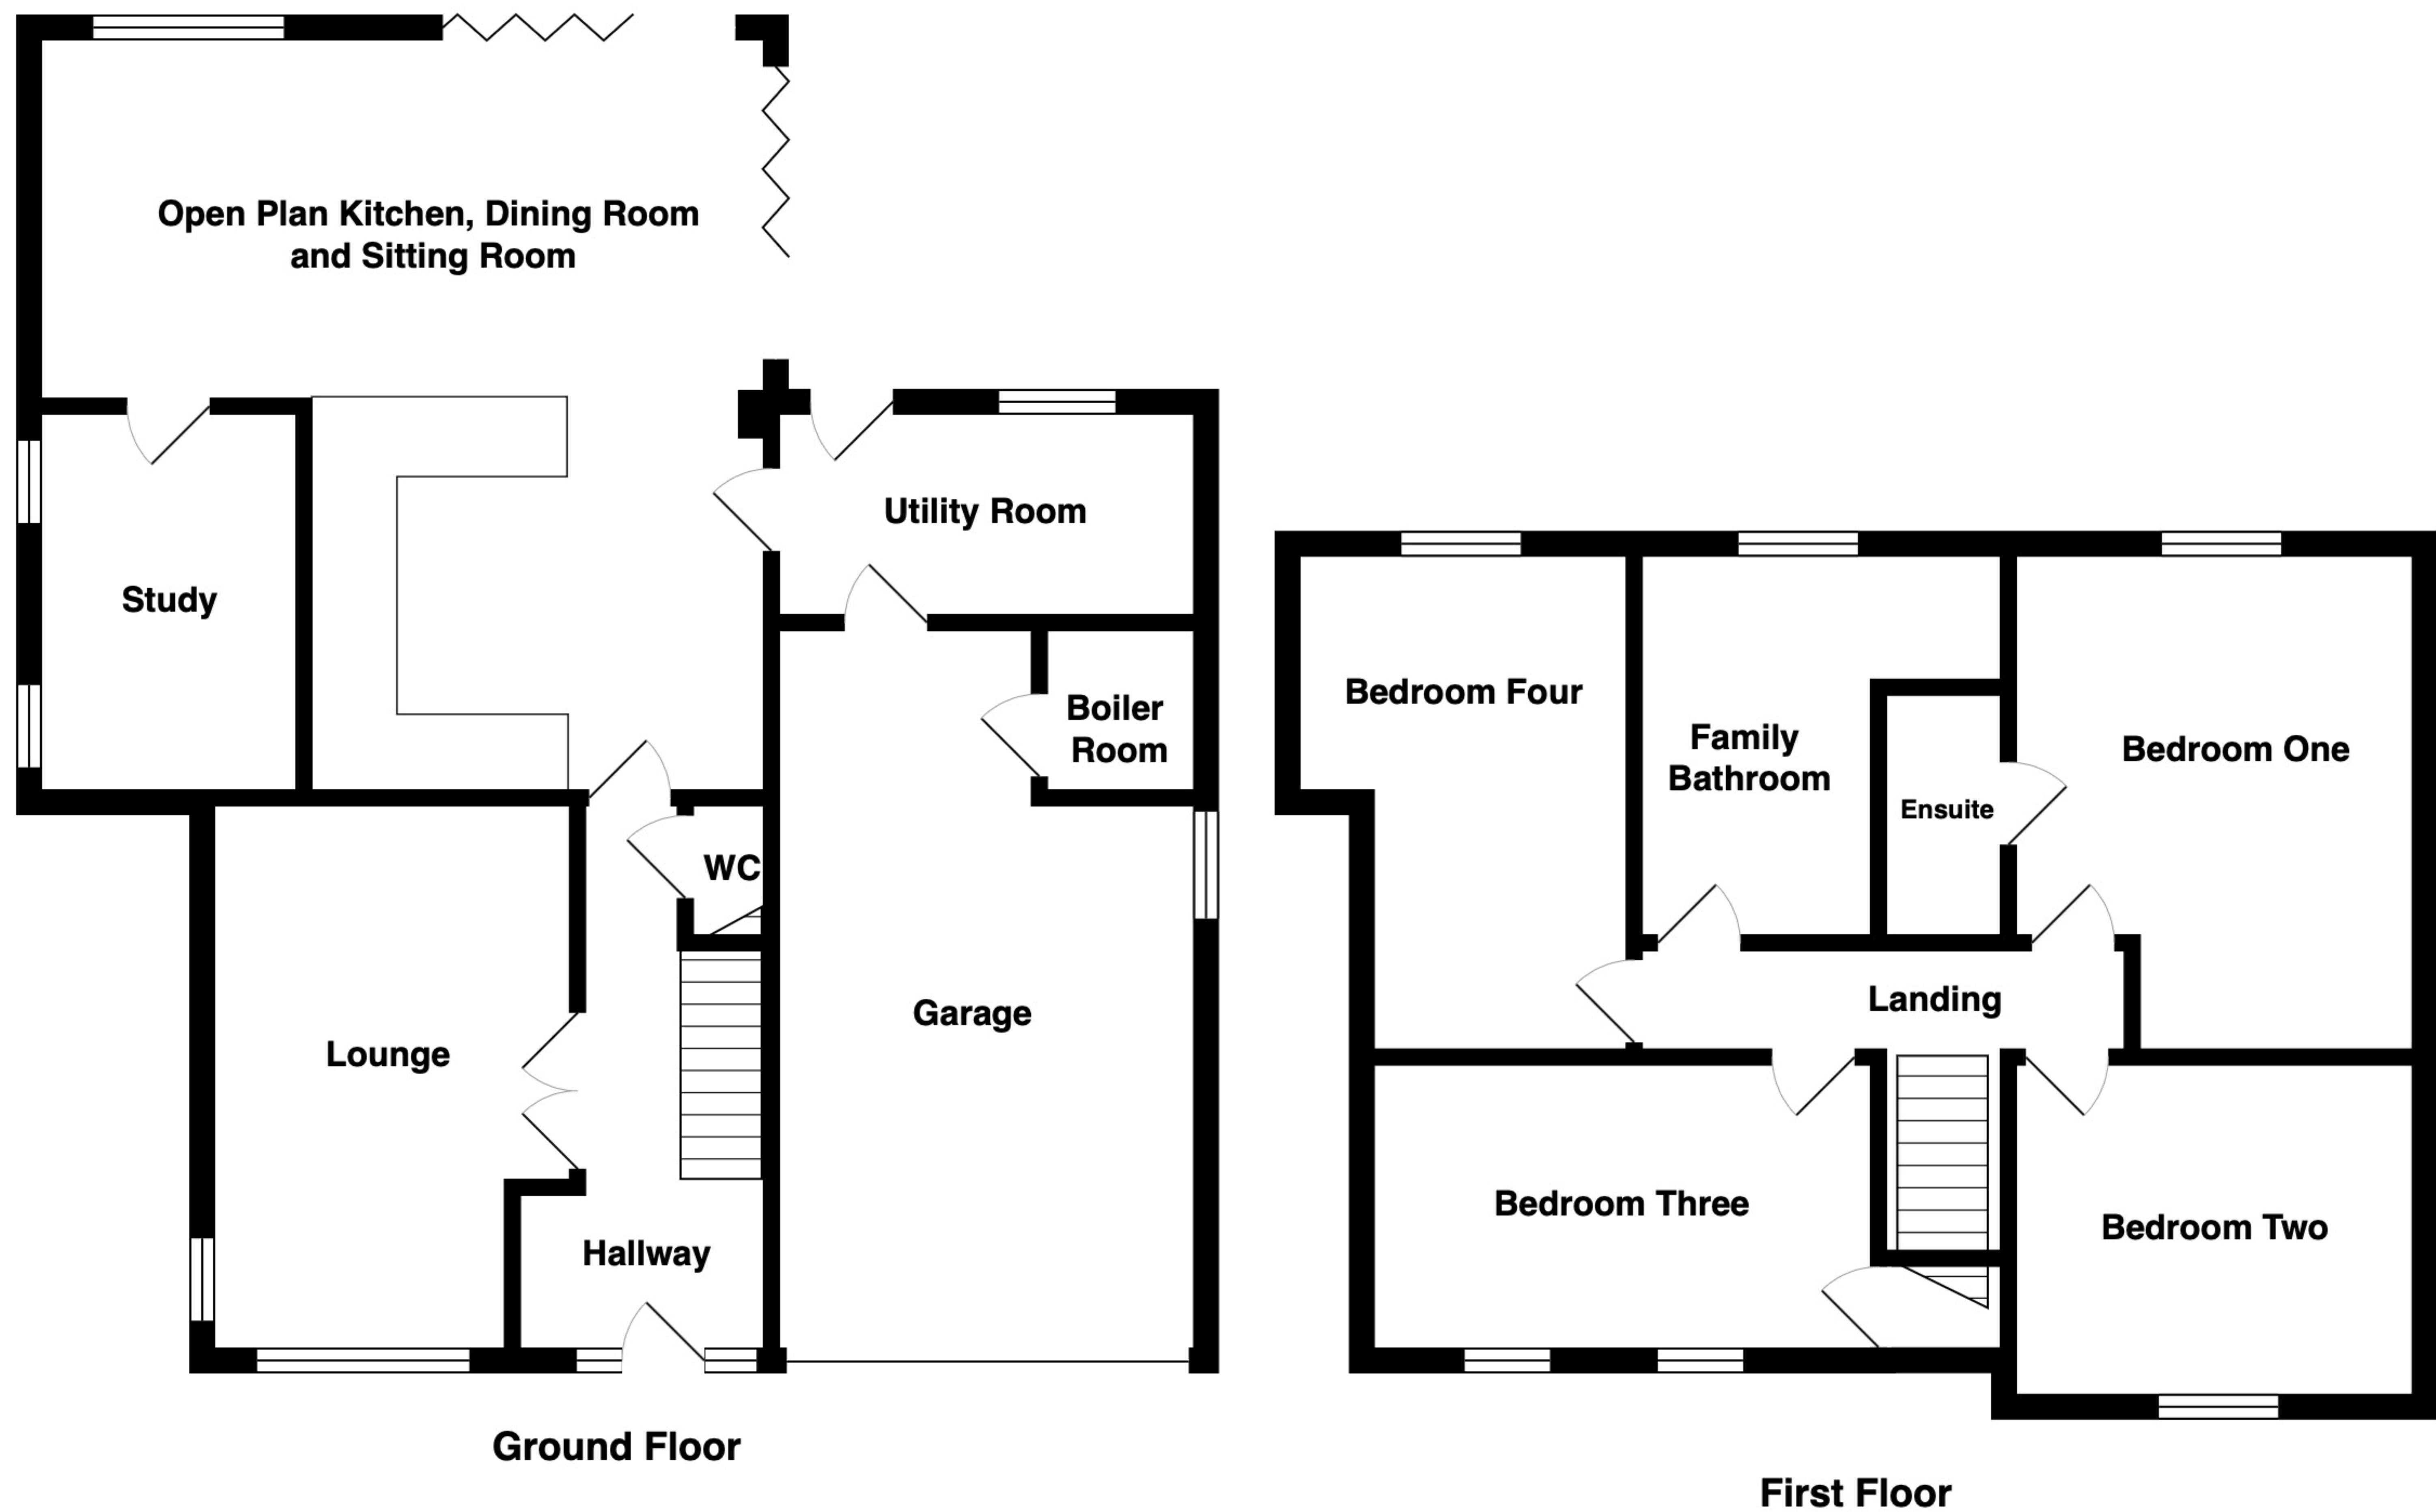 Open Plan Kitchen, Dining Room
and Sitting Room
Utility Room
Study
Boiler
Room
WC
Garage
Lounge
Hallway
Ground Floor
Bedroom Four
Family
Bathroom
Bedroom One
Ensuite
Landing
Bedroom Three
Bedroom Two
First Floor